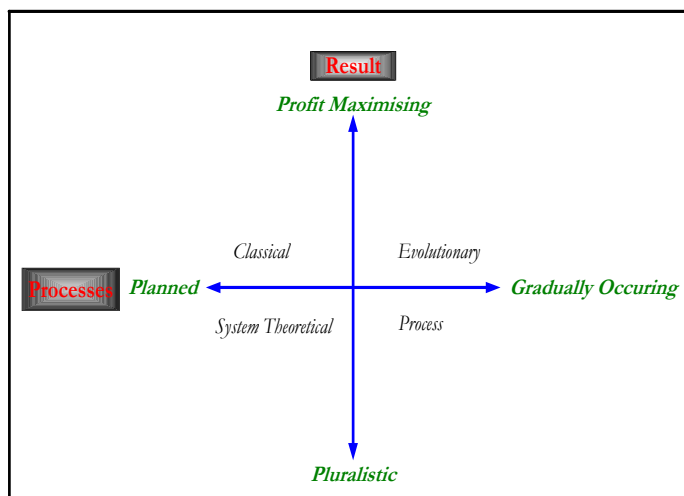 Result
Profit Maximising
Classical
Evolutionary
Processes
Planned
Gradually Occuring
System Theoretical
Process
Pluralistic